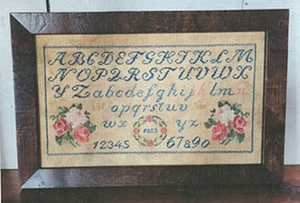 ABCDEFGHIJKLM
NOPQRSTUVWX
YZabcdefghijklmn
opqrstuv
wx yz
12345 67890